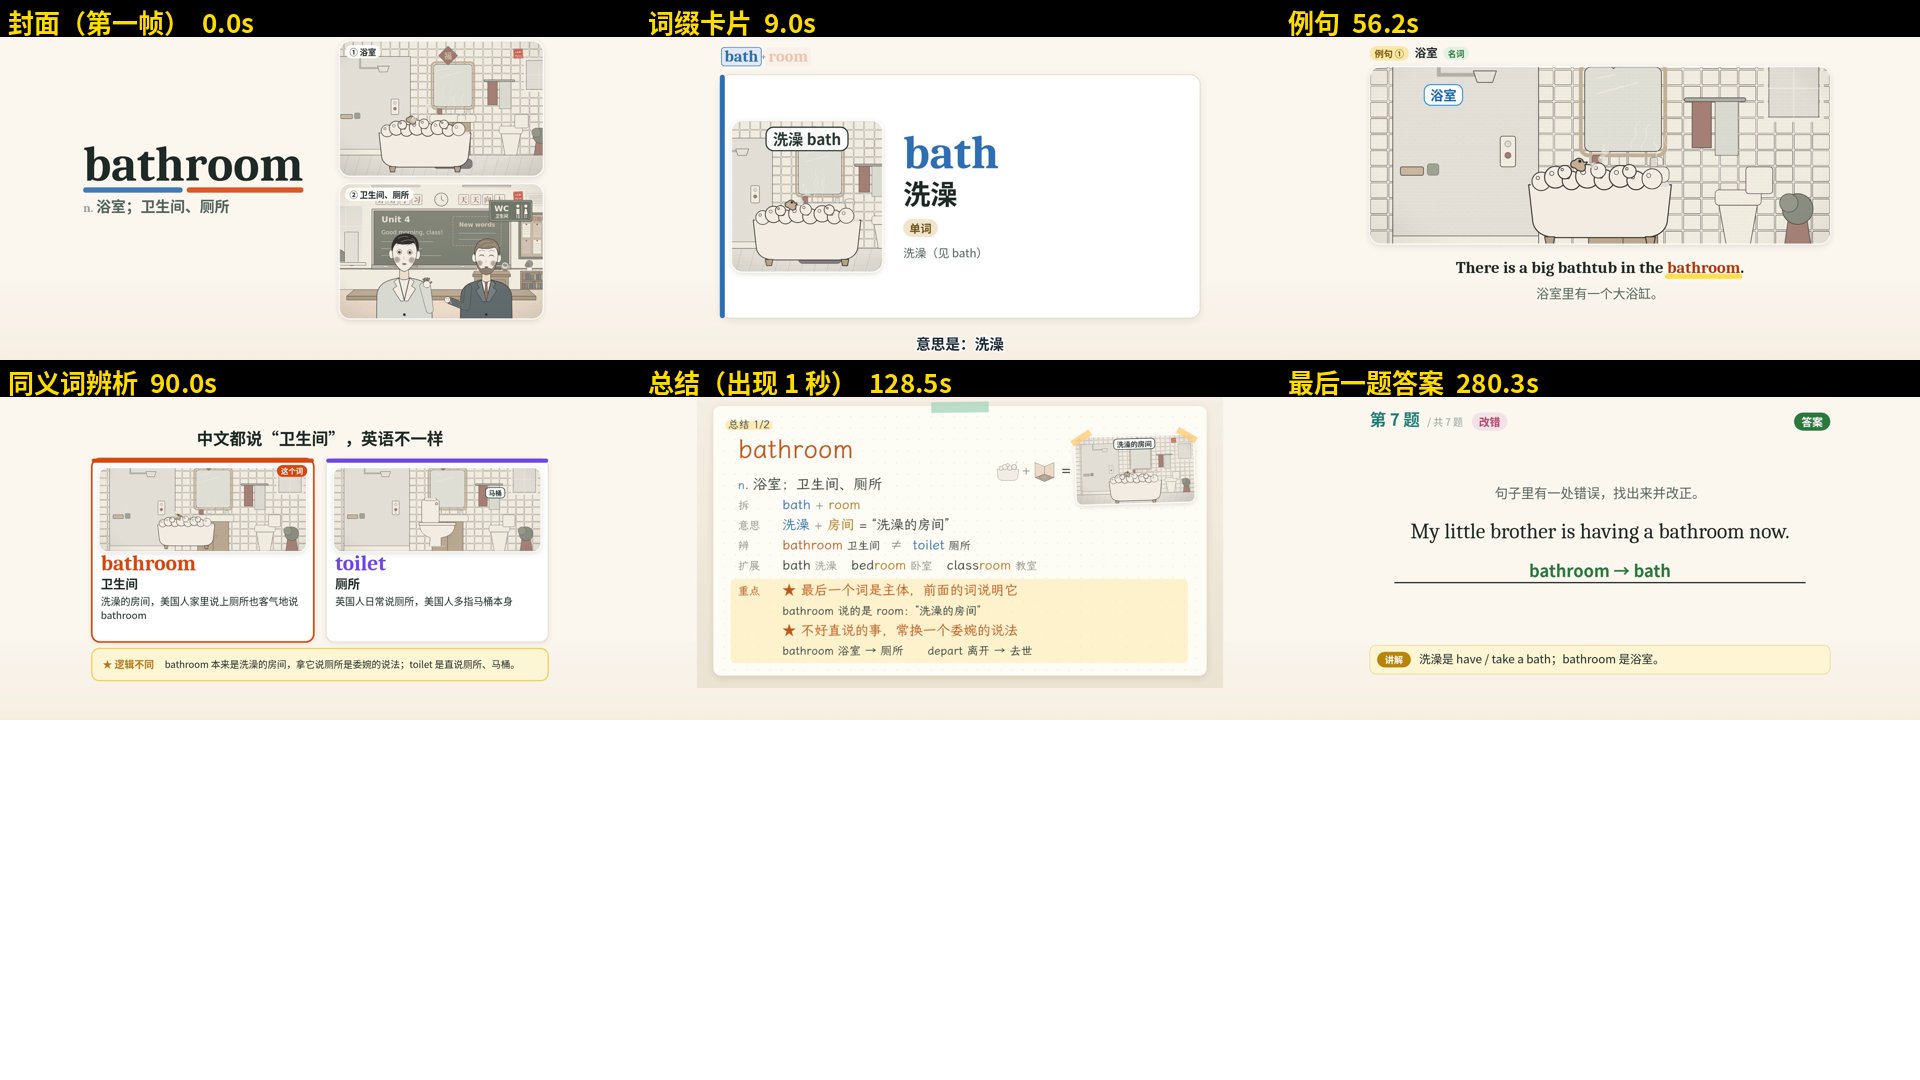 封面（第一帧） 0.0s
bathroom
n. 浴室；卫生间、厕所
① 浴室
② 卫生间、厕所
WC
卫生间
Unit 4
Good morning, class!
New words
词缀卡片 9.0s
bath + room
洗澡 bath
bath
洗澡
单词
洗澡（见 bath）
意思是：洗澡
例句 56.2s
例句 ① 浴室 名词
浴室
There is a big bathtub in the bathroom.
浴室里有一个大浴缸。
同义词辨析 90.0s
中文都说“卫生间”，英语不一样
这个词
bathroom
卫生间
洗澡的房间，美国人家里说上厕所也客气地说
bathroom
马桶
toilet
厕所
英国人日常说厕所，美国人多指马桶本身
★ 逻辑不同 bathroom 本来是洗澡的房间，拿它说厕所是委婉的说法；toilet 是直说厕所、马桶。
总结（出现 1 秒） 128.5s
总结 1/2
bathroom
+ =
洗澡的房间
n. 浴室；卫生间、厕所
拆 bath + room
意思 洗澡 + 房间 = “洗澡的房间”
辨 bathroom 卫生间 ≠ toilet 厕所
扩展 bath 洗澡 bedroom 卧室 classroom 教室
重点 ★ 最后一个词是主体，前面的词说明它
bathroom 说的是 room：“洗澡的房间”
★ 不好直说的事，常换一个委婉的说法
bathroom 浴室 → 厕所 depart 离开 → 去世
最后一题答案 280.3s
第 7 题 / 共 7 题 改错
答案
句子里有一处错误，找出来并改正。
My little brother is having a bathroom now.
bathroom → bath
讲解 洗澡是 have / take a bath；bathroom 是浴室。